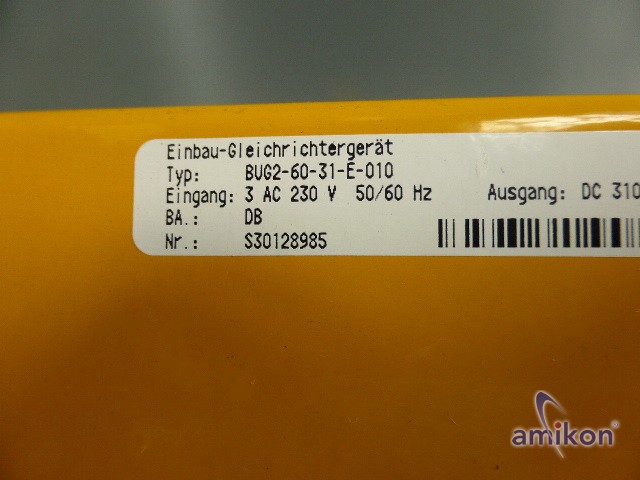 Einbau-Gleichrichtergerät
Typ: BUG2-60-31-E-010
Eingang: 3 AC 230 V 50/60 Hz Ausgang: DC 310
BA.: DB
Nr.: S30128985
amikon